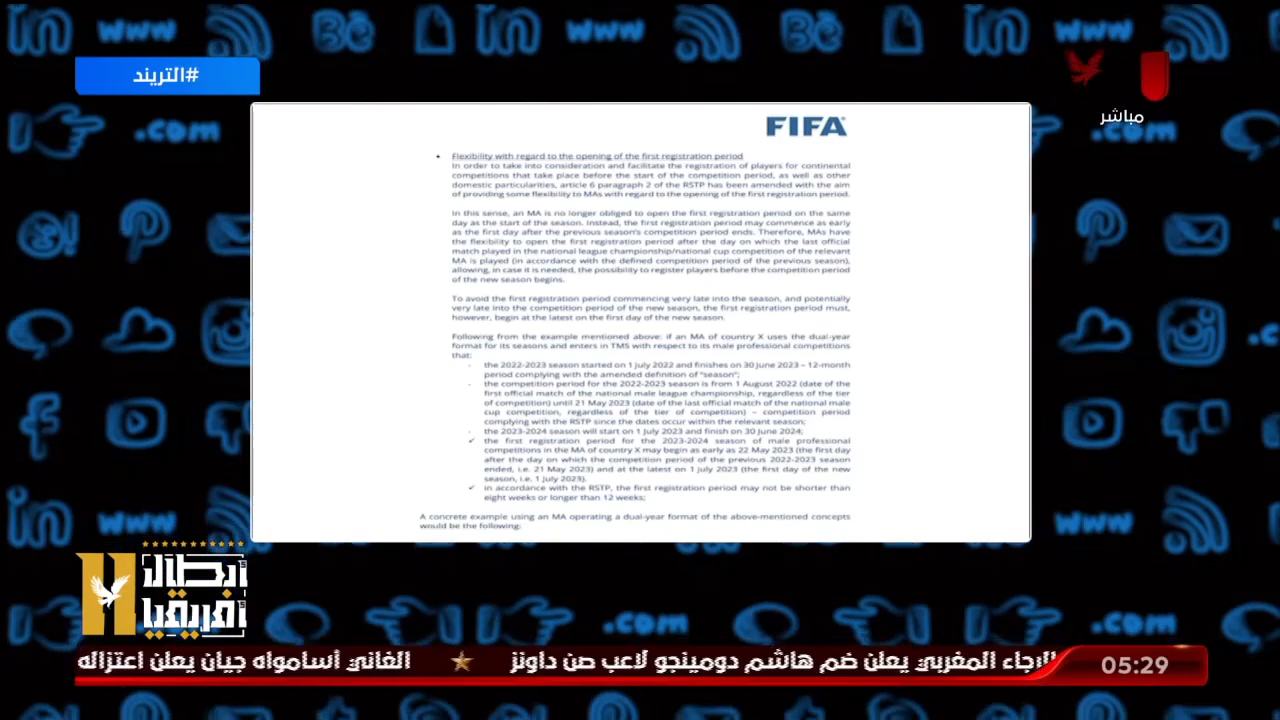 #التريند
مباشر
FIFA
• Flexibility with regard to the opening of the first registration period
In order to take into consideration and facilitate the registration of players for continental
competitions that take place before the start of the competition period, as well as other
domestic particularities, article 6 paragraph 2 of the RSTP has been amended with the aim
of providing some flexibility to MAs with regard to the opening of the first registration period.
In this sense, an MA is no longer obliged to open the first registration period on the same
day as the start of the season. Instead, the first registration period may commence as early
as the first day after the previous season's competition period ends. Therefore, MAs have
the flexibility to open the first registration period after the day on which the last official
match played in the national league championship/national cup competition of the relevant
MA is played (in accordance with the defined competition period of the previous season),
allowing, in case it is needed, the possibility to register players before the competition period
of the new season begins.
To avoid the first registration period commencing very late into the season, and potentially
very late into the competition period of the new season, the first registration period must,
however, begin at the latest on the first day of the new season.
Following from the example mentioned above: if an MA of country X uses the dual-year
format for its seasons and enters in TMS with respect to its male professional competitions
that:
- the 2022-2023 season started on 1 July 2022 and finishes on 30 June 2023 – 12-month
period complying with the amended definition of "season";
- the competition period for the 2022-2023 season is from 1 August 2022 (date of the
first official match of the national male league championship, regardless of the tier
of competition) until 21 May 2023 (date of the last official match of the national male
cup competition, regardless of the tier of competition) – competition period
complying with the RSTP since the dates occur within the relevant season;
- the 2023-2024 season will start on 1 July 2023 and finish on 30 June 2024;
✓ the first registration period for the 2023-2024 season of male professional
competitions in the MA of country X may begin as early as 22 May 2023 (the first day
after the day on which the competition period of the previous 2022-2023 season
ended, i.e. 21 May 2023) and at the latest on 1 July 2023 (the first day of the new
season, i.e. 1 July 2023).
✓ in accordance with the RSTP, the first registration period may not be shorter than
eight weeks or longer than 12 weeks;
A concrete example using an MA operating a dual-year format of the above-mentioned concepts
would be the following:
11
أبطال
أفريقيا
الرجاء المغربي يعلن ضم هاشم دومينجو لاعب صن داونز ★ الغاني أسامواه جيان يعلن اعتزاله
05:29
www
.com